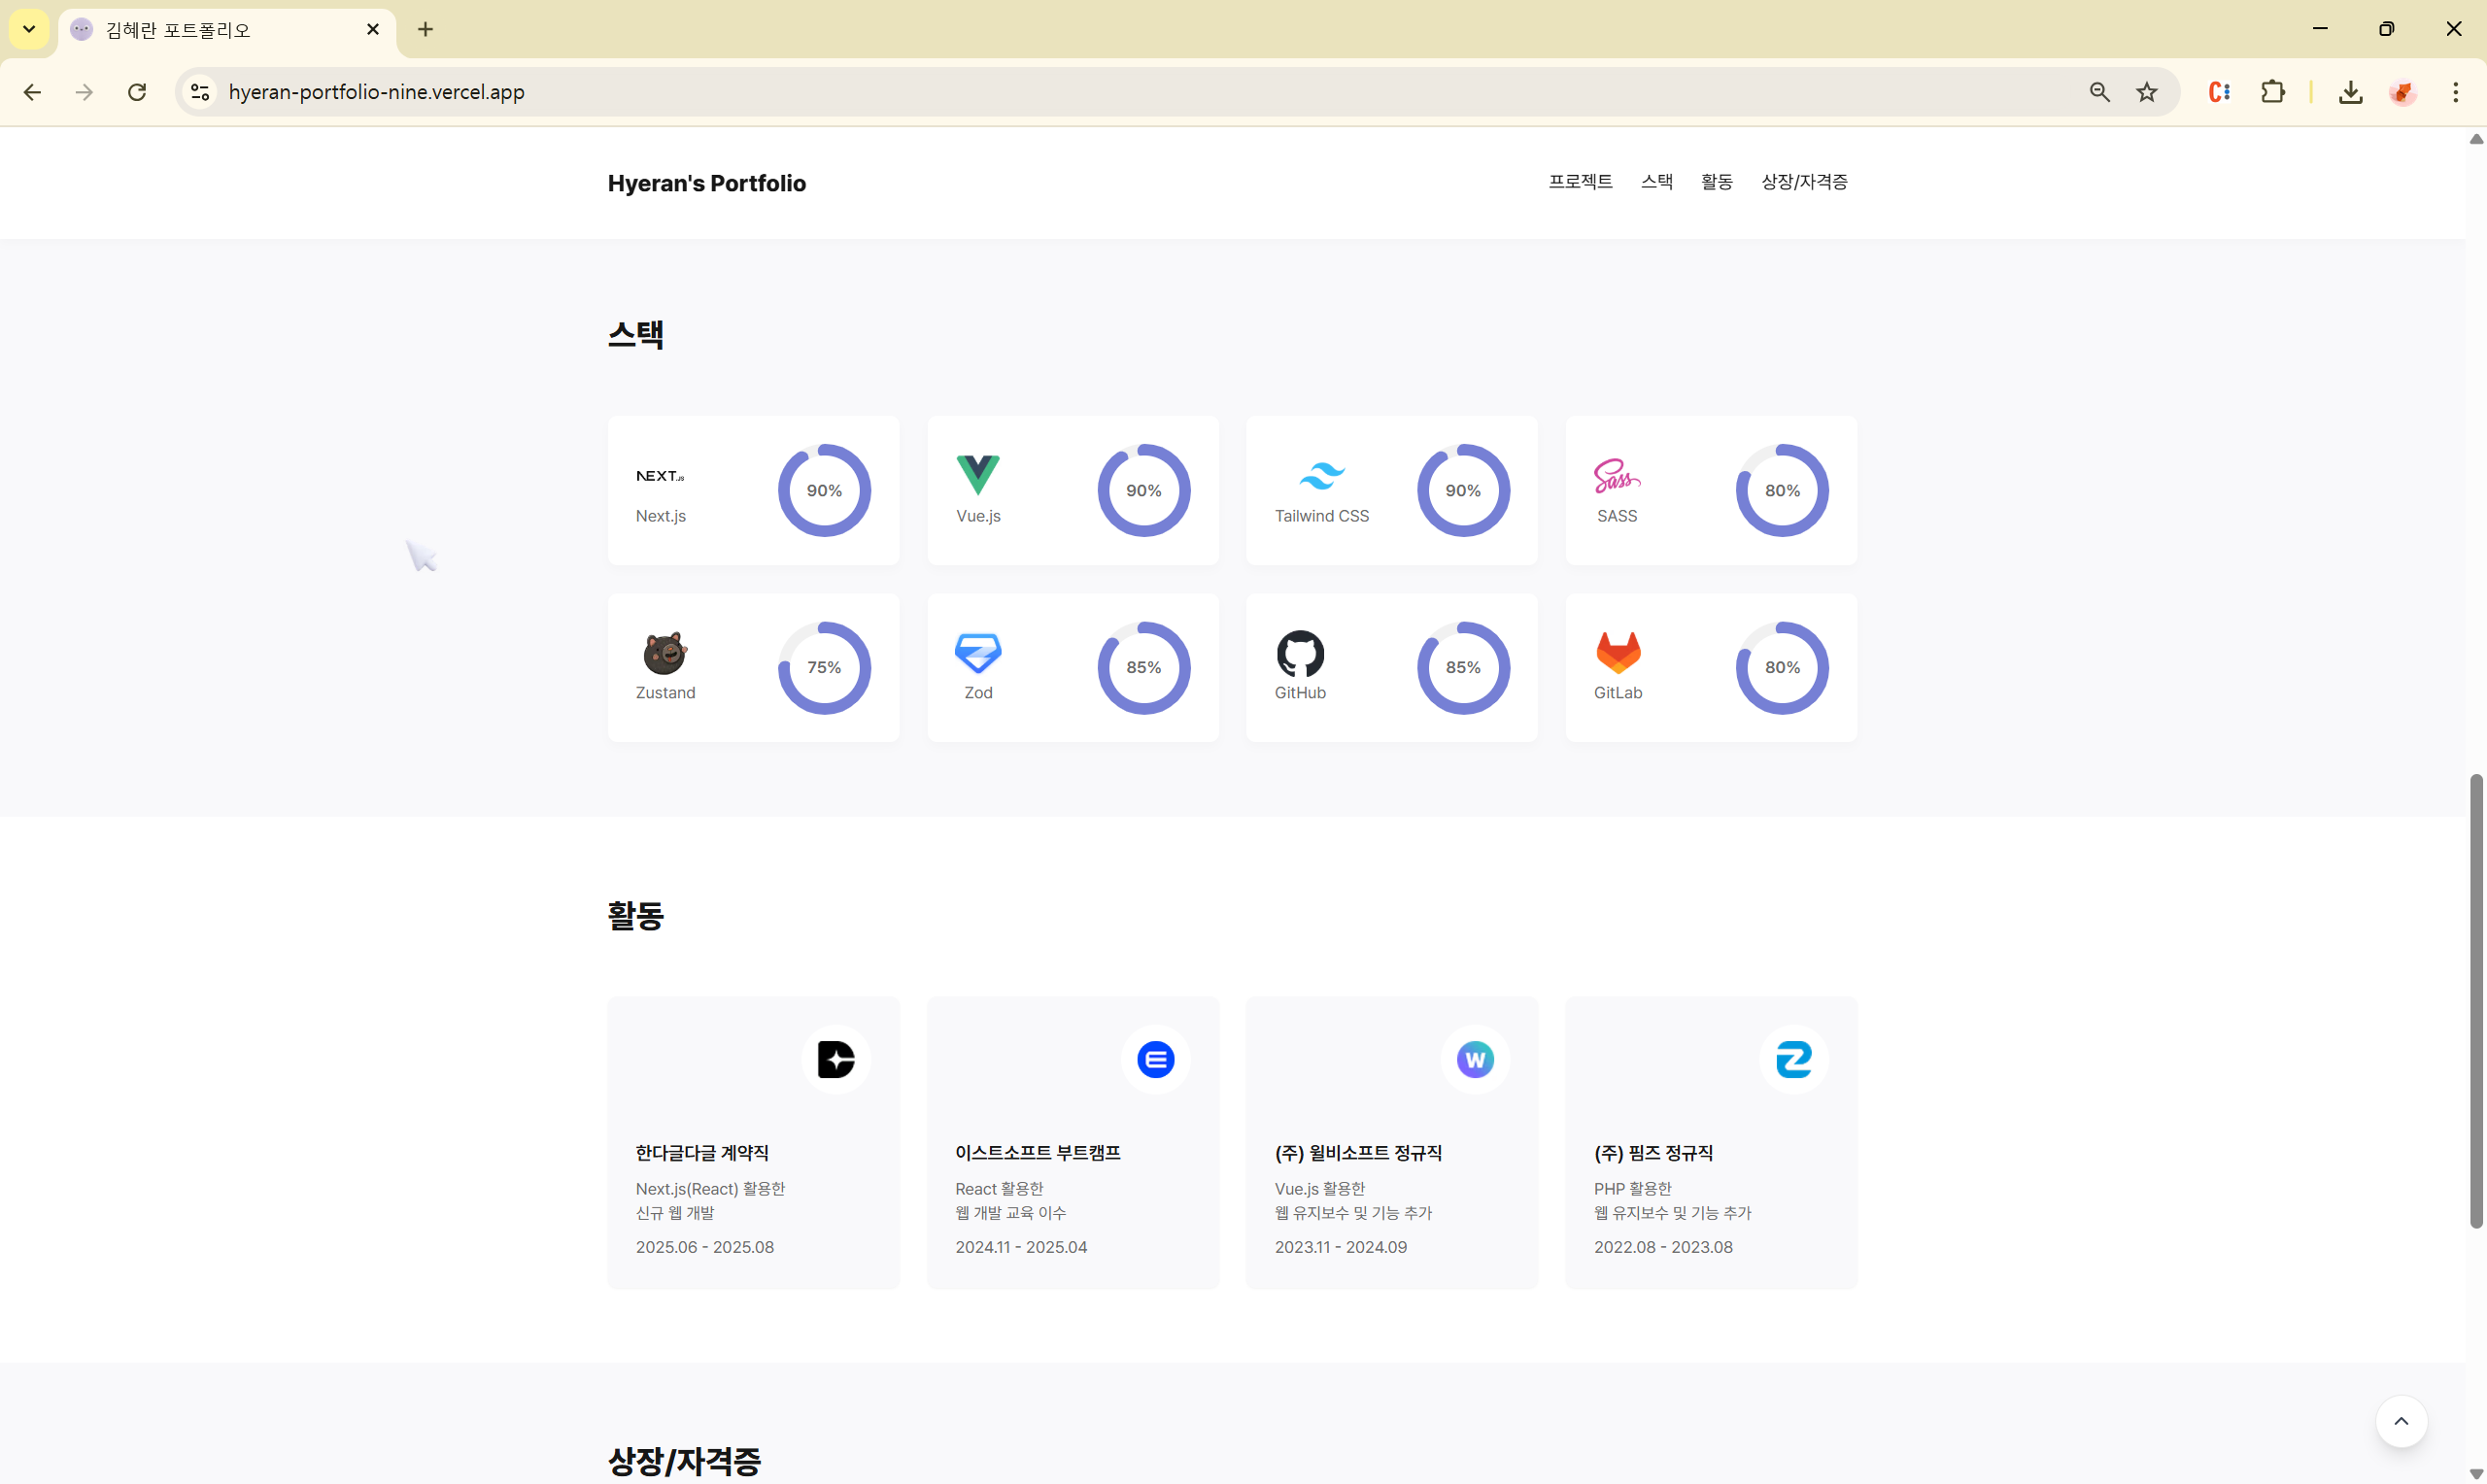 김혜란 포트폴리오
hyeran-portfolio-nine.vercel.app
Hyeran's Portfolio
프로젝트 스택 활동 상장/자격증
스택
NEXT.JS
Next.js
90%
Vue.js
90%
Tailwind CSS
90%
Sass
SASS
80%
Zustand
75%
Zod
85%
GitHub
85%
GitLab
80%
활동
한다글다글 계약직
Next.js(React) 활용한
신규 웹 개발
2025.06 - 2025.08
이스트소프트 부트캠프
React 활용한
웹 개발 교육 이수
2024.11 - 2025.04
W
(주) 윌비소프트 정규직
Vue.js 활용한
웹 유지보수 및 기능 추가
2023.11 - 2024.09
(주) 핌즈 정규직
PHP 활용한
웹 유지보수 및 기능 추가
2022.08 - 2023.08
상장/자격증